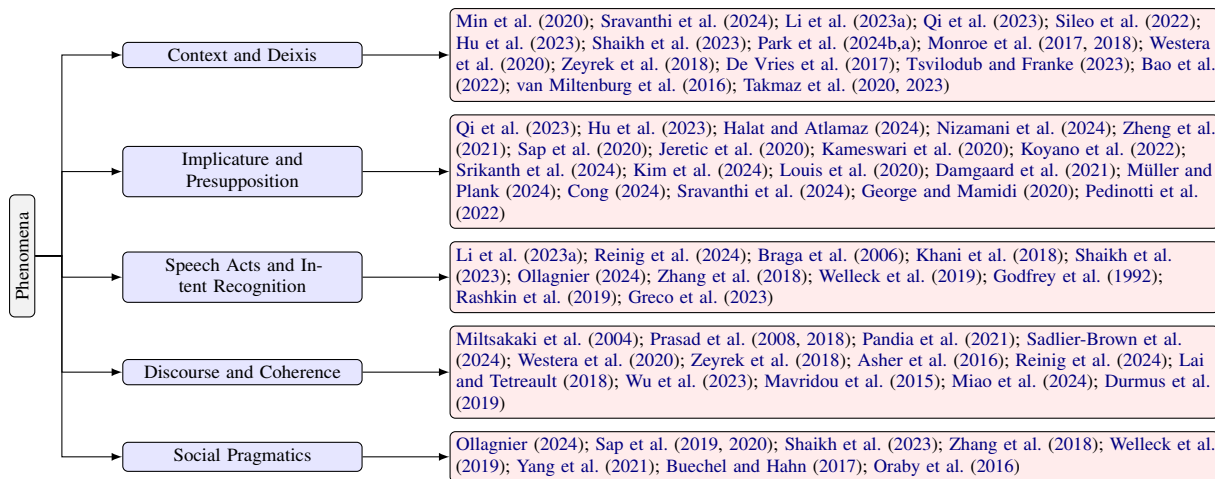 Phenomena
Context and Deixis
Min et al. (2020); Sravanthi et al. (2024); Li et al. (2023a); Qi et al. (2023); Sileo et al. (2022);
Hu et al. (2023); Shaikh et al. (2023); Park et al. (2024b,a); Monroe et al. (2017, 2018); Westera
et al. (2020); Zeyrek et al. (2018); De Vries et al. (2017); Tsvilodub and Franke (2023); Bao et al.
(2022); van Miltenburg et al. (2016); Takmaz et al. (2020, 2023)
Implicature and
Presupposition
Qi et al. (2023); Hu et al. (2023); Halat and Atlamaz (2024); Nizamani et al. (2024); Zheng et al.
(2021); Sap et al. (2020); Jeretic et al. (2020); Kameswari et al. (2020); Koyano et al. (2022);
Srikanth et al. (2024); Kim et al. (2024); Louis et al. (2020); Damgaard et al. (2021); Müller and
Plank (2024); Cong (2024); Sravanthi et al. (2024); George and Mamidi (2020); Pedinotti et al.
(2022)
Speech Acts and In-
tent Recognition
Li et al. (2023a); Reinig et al. (2024); Braga et al. (2006); Khani et al. (2018); Shaikh et al.
(2023); Ollagnier (2024); Zhang et al. (2018); Welleck et al. (2019); Godfrey et al. (1992);
Rashkin et al. (2019); Greco et al. (2023)
Discourse and Coherence
Miltsakaki et al. (2004); Prasad et al. (2008, 2018); Pandia et al. (2021); Sadlier-Brown et al.
(2024); Westera et al. (2020); Zeyrek et al. (2018); Asher et al. (2016); Reinig et al. (2024); Lai
and Tetreault (2018); Wu et al. (2023); Mavridou et al. (2015); Miao et al. (2024); Durmus et al.
(2019)
Social Pragmatics
Ollagnier (2024); Sap et al. (2019, 2020); Shaikh et al. (2023); Zhang et al. (2018); Welleck et al.
(2019); Yang et al. (2021); Buechel and Hahn (2017); Oraby et al. (2016)